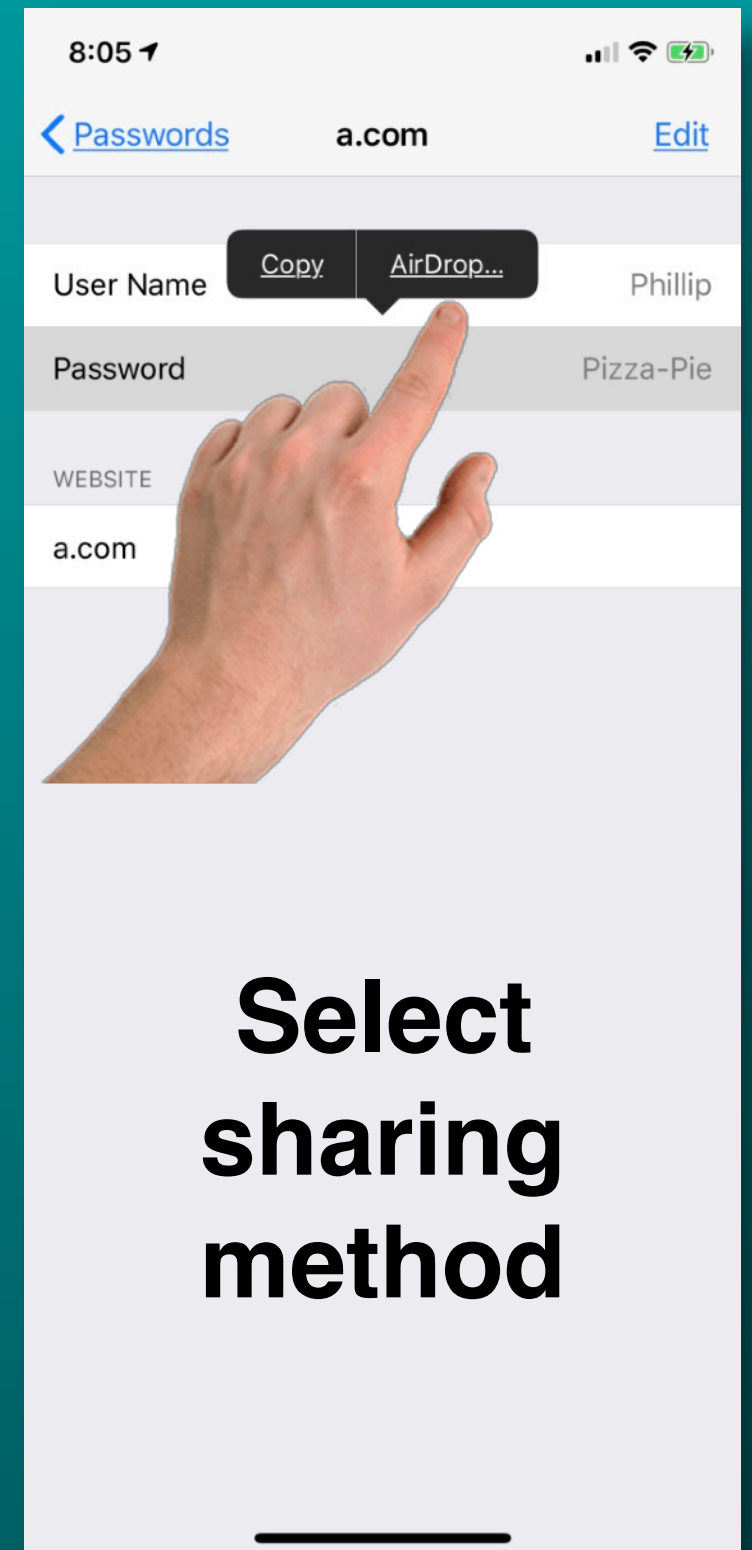 8:05
Passwords a.com Edit
Copy AirDrop...
User Name Phillip
Password Pizza-Pie
WEBSITE
a.com
Select
sharing
method